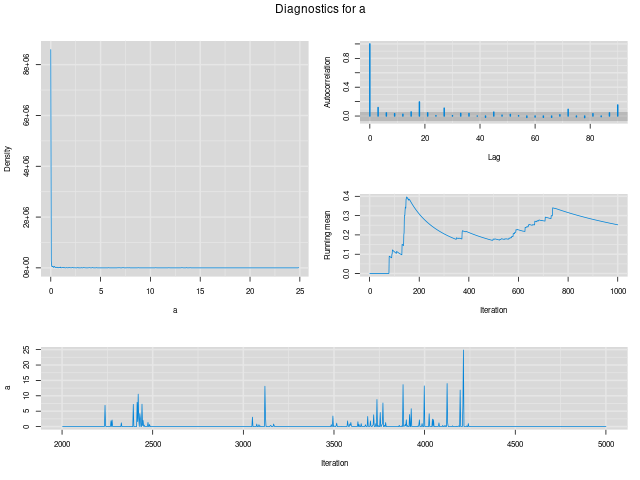 Diagnostics for a
Density
0e+00 2e+06 4e+06 6e+06 8e+06
0 5 10 15 20 25
a
Autocorrelation
0.0 0.4 0.8
0 20 40 60 80
Lag
Running mean
0.0 0.1 0.2 0.3 0.4
0 200 400 600 800 1000
Iteration
a
0 5 10 15 20 25
2000 2500 3000 3500 4000 4500 5000
Iteration